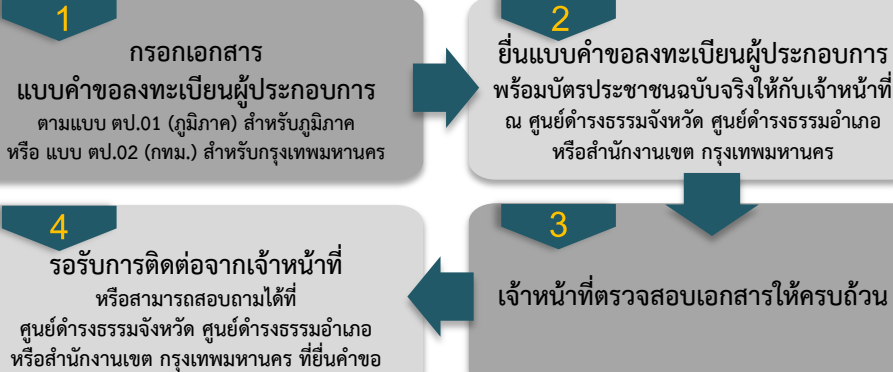 1
กรอกเอกสาร
แบบคำขอลงทะเบียนผู้ประกอบการ
ตามแบบ ตป.01 (ภูมิภาค) สำหรับภูมิภาค
หรือ แบบ ตป.02 (กทม.) สำหรับกรุงเทพมหานคร
2
ยื่นแบบคำขอลงทะเบียนผู้ประกอบการ
พร้อมบัตรประชาชนฉบับจริงให้กับเจ้าหน้าที่
ณ ศูนย์ดำรงธรรมจังหวัด ศูนย์ดำรงธรรมอำเภอ
หรือสำนักงานเขต กรุงเทพมหานคร
3
เจ้าหน้าที่ตรวจสอบเอกสารให้ครบถ้วน
4
รอรับการติดต่อจากเจ้าหน้าที่
หรือสามารถสอบถามได้ที่
ศูนย์ดำรงธรรมจังหวัด ศูนย์ดำรงธรรมอำเภอ
หรือสำนักงานเขต กรุงเทพมหานคร ที่ยื่นคำขอ